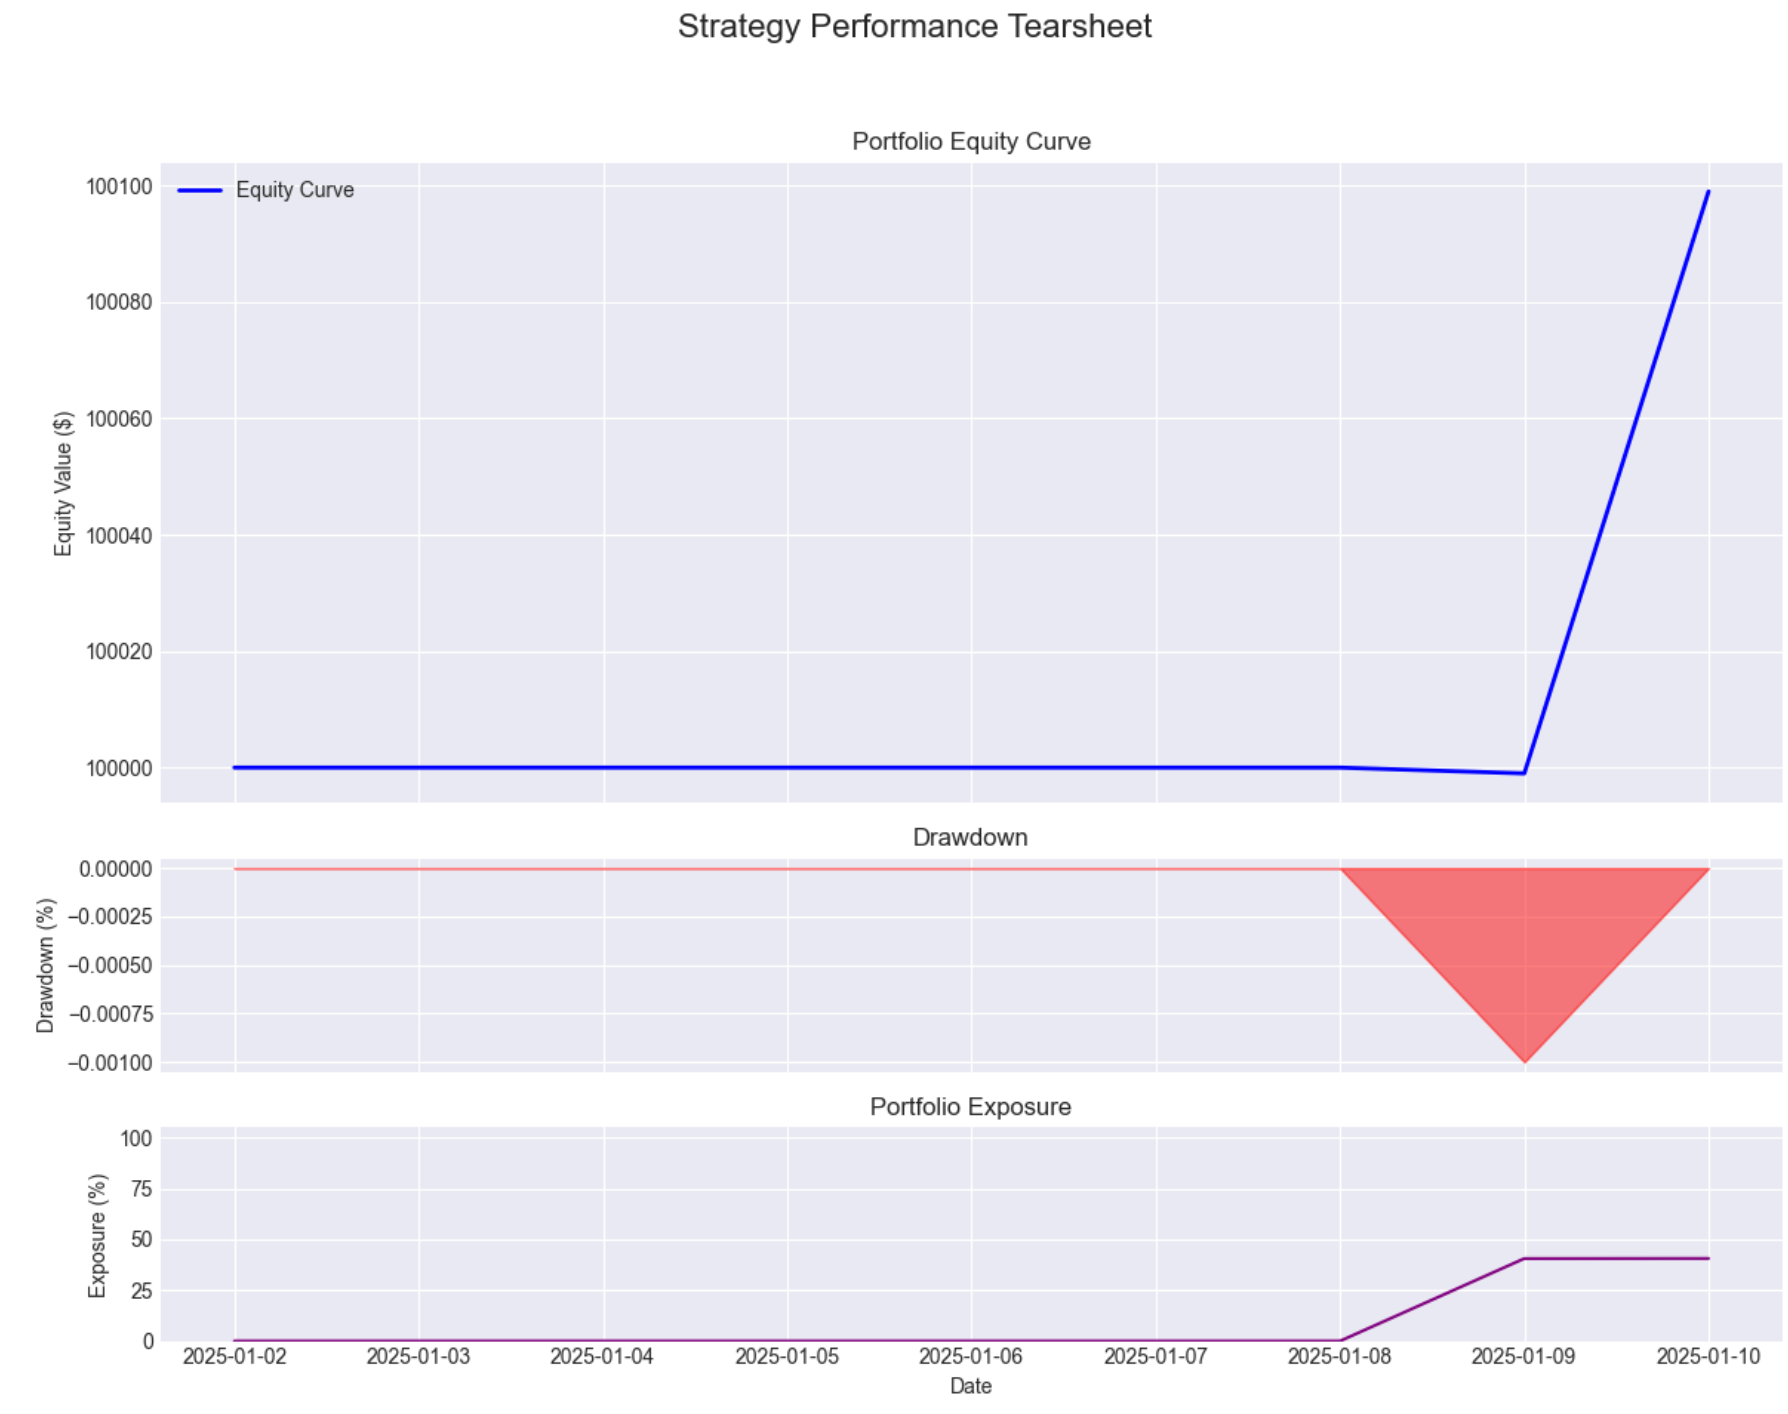 Strategy Performance Tearsheet
Portfolio Equity Curve
Equity Curve
Equity Value ($)
100100
100080
100060
100040
100020
100000
Drawdown
Drawdown (%)
0.00000
−0.00025
−0.00050
−0.00075
−0.00100
Portfolio Exposure
Exposure (%)
100
75
50
25
0
2025-01-02 2025-01-03 2025-01-04 2025-01-05 2025-01-06 2025-01-07 2025-01-08 2025-01-09 2025-01-10
Date